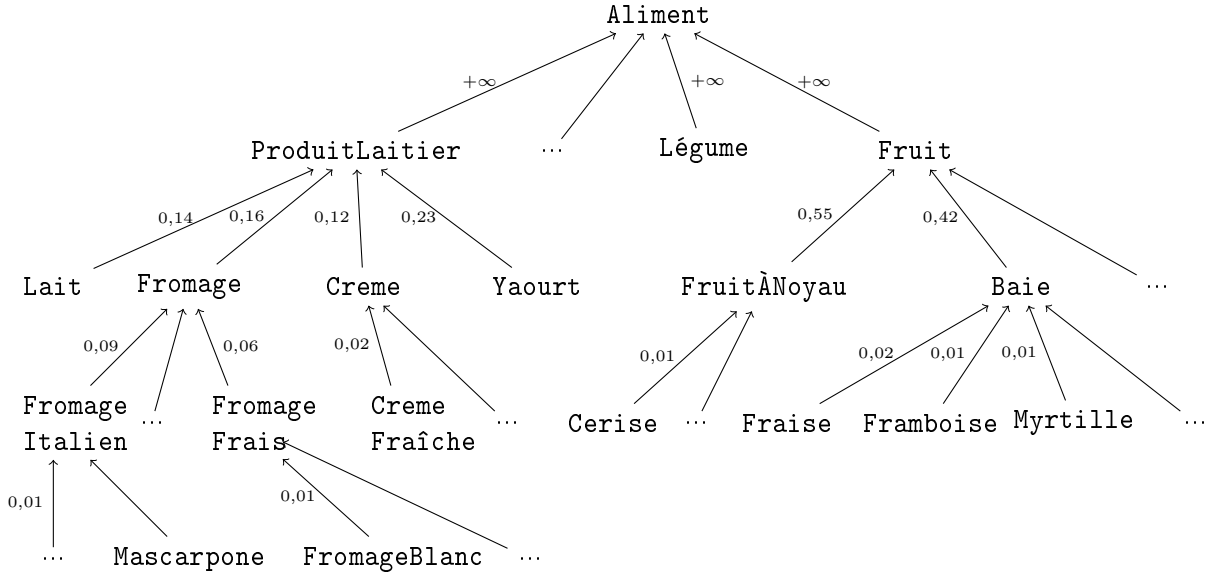 Aliment
+∞ +∞ +∞
ProduitLaitier ... Légume Fruit
0,14 0,16 0,12 0,23 0,55 0,42
Lait Fromage Creme Yaourt FruitÀNoyau Baie ...
0,09 0,06 0,02 0,01 0,02 0,01 0,01
Fromage ... Fromage Creme ... Cerise ... Fraise Framboise Myrtille ...
Italien Frais Fraîche
0,01 0,01
... Mascarpone FromageBlanc ...